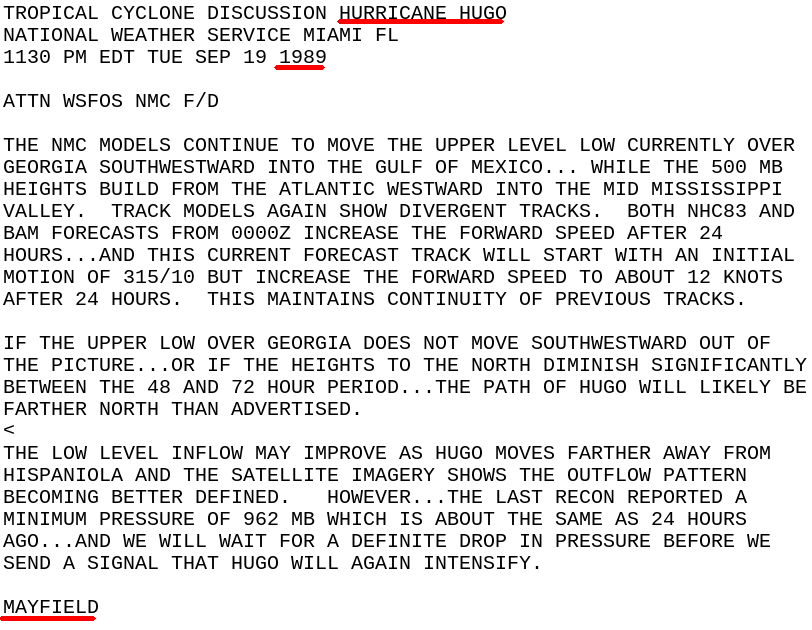 TROPICAL CYCLONE DISCUSSION HURRICANE HUGO
NATIONAL WEATHER SERVICE MIAMI FL
1130 PM EDT TUE SEP 19 1989
ATTN WSFOS NMC F/D
THE NMC MODELS CONTINUE TO MOVE THE UPPER LEVEL LOW CURRENTLY OVER
GEORGIA SOUTHWESTWARD INTO THE GULF OF MEXICO... WHILE THE 500 MB
HEIGHTS BUILD FROM THE ATLANTIC WESTWARD INTO THE MID MISSISSIPPI
VALLEY.  TRACK MODELS AGAIN SHOW DIVERGENT TRACKS.  BOTH NHC83 AND
BAM FORECASTS FROM 0000Z INCREASE THE FORWARD SPEED AFTER 24
HOURS...AND THIS CURRENT FORECAST TRACK WILL START WITH AN INITIAL
MOTION OF 315/10 BUT INCREASE THE FORWARD SPEED TO ABOUT 12 KNOTS
AFTER 24 HOURS.  THIS MAINTAINS CONTINUITY OF PREVIOUS TRACKS.
IF THE UPPER LOW OVER GEORGIA DOES NOT MOVE SOUTHWESTWARD OUT OF
THE PICTURE...OR IF THE HEIGHTS TO THE NORTH DIMINISH SIGNIFICANTLY
BETWEEN THE 48 AND 72 HOUR PERIOD...THE PATH OF HUGO WILL LIKELY BE
FARTHER NORTH THAN ADVERTISED.
<
THE LOW LEVEL INFLOW MAY IMPROVE AS HUGO MOVES FARTHER AWAY FROM
HISPANIOLA AND THE SATELLITE IMAGERY SHOWS THE OUTFLOW PATTERN
BECOMING BETTER DEFINED.   HOWEVER...THE LAST RECON REPORTED A
MINIMUM PRESSURE OF 962 MB WHICH IS ABOUT THE SAME AS 24 HOURS
AGO...AND WE WILL WAIT FOR A DEFINITE DROP IN PRESSURE BEFORE WE
SEND A SIGNAL THAT HUGO WILL AGAIN INTENSIFY.
MAYFIELD